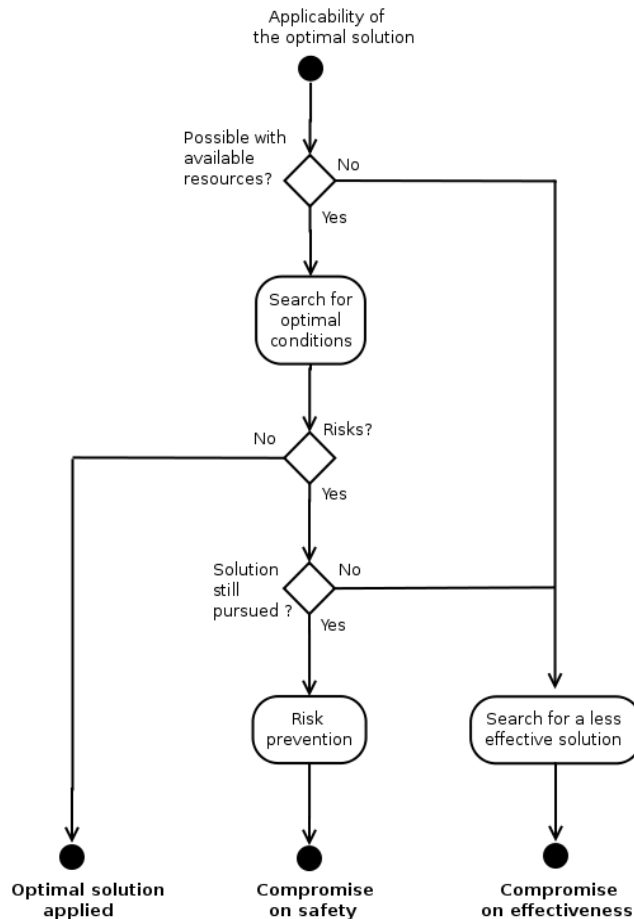 Applicability of
the optimal solution
Possible with
available
resources?
No
Yes
Search for
optimal
conditions
Risks?
No
Yes
Solution
still
pursued ?
No
Yes
Risk
prevention
Search for a less
effective solution
Optimal solution
applied
Compromise
on safety
Compromise
on effectiveness